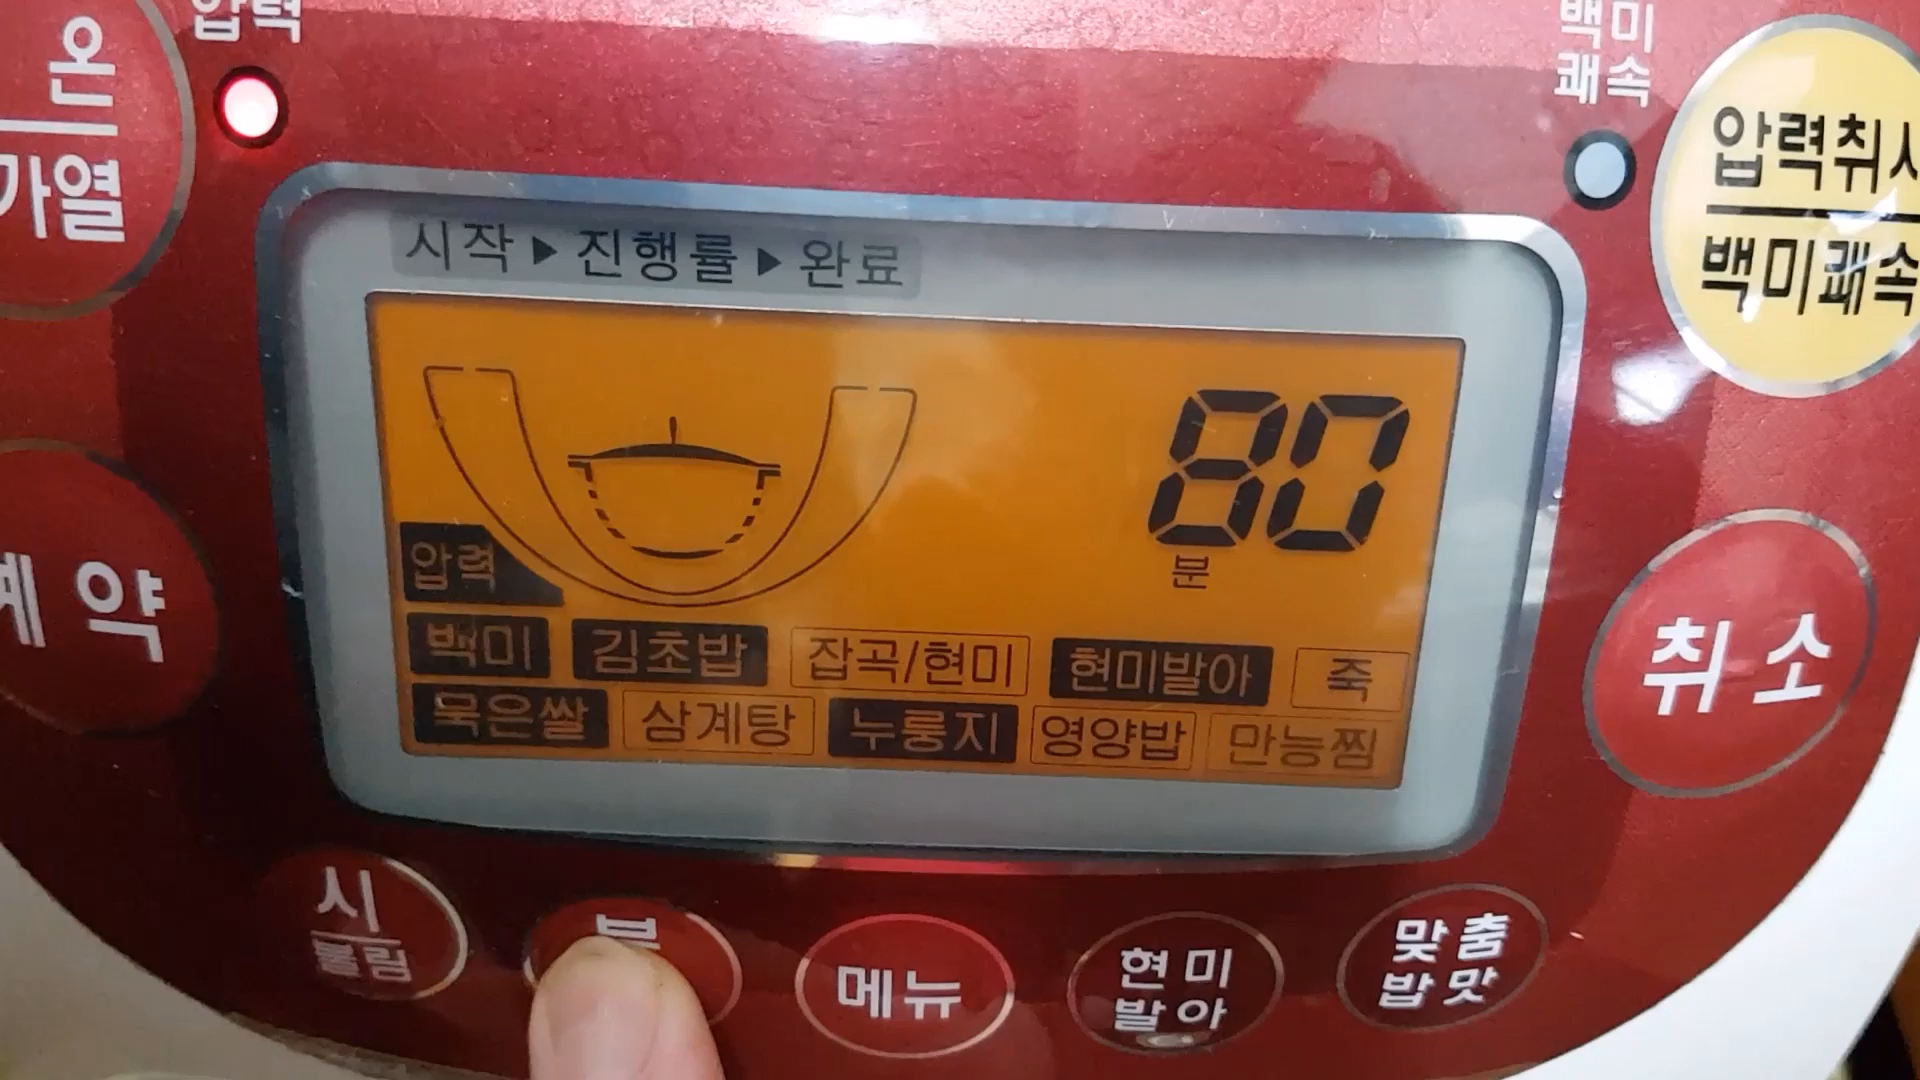 압력
백미
쾌속
온
가열
압력취사
백미쾌속
시작 ▶ 진행률 ▶ 완료
80
분
압력
백미 김초밥 잡곡/현미 현미발아 죽
묵은쌀 삼계탕 누룽지 영양밥 만능찜
예약
취소
시
불림
분
메뉴
현미
발아
맞춤
밥맛